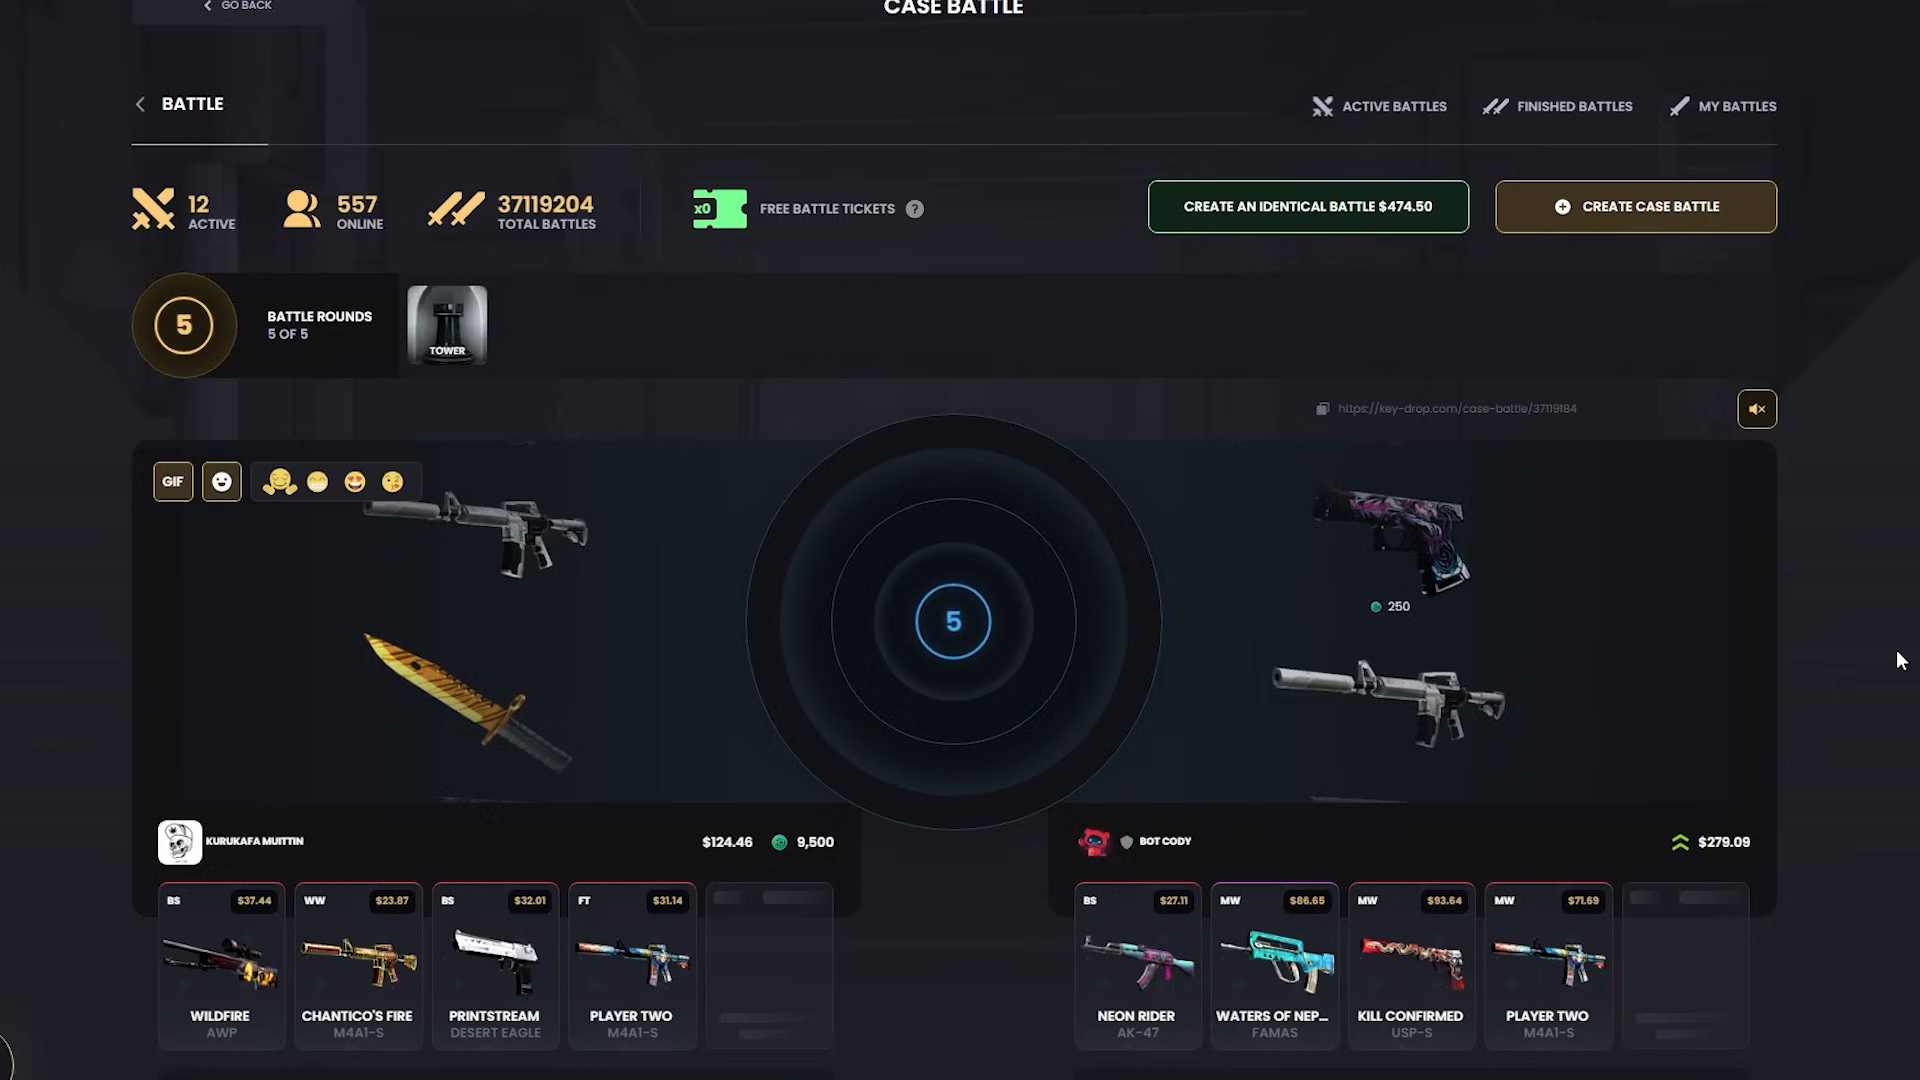 GO BACK
CASE BATTLE
BATTLE
ACTIVE BATTLES
FINISHED BATTLES
MY BATTLES
12
ACTIVE
557
ONLINE
37119204
TOTAL BATTLES
x0
FREE BATTLE TICKETS
?
CREATE AN IDENTICAL BATTLE $474.50
CREATE CASE BATTLE
5
BATTLE ROUNDS
5 OF 5
TOWER
https://key-drop.com/case-battle/37119184
GIF
5
250
KURUKAFA MUITTIN
$124.46
9,500
BOT CODY
$279.09
BS $37.44
WILDFIRE
AWP
WW $23.87
CHANTICO'S FIRE
M4A1-S
BS $32.01
PRINTSTREAM
DESERT EAGLE
FT $31.14
PLAYER TWO
M4A1-S
BS $27.11
NEON RIDER
AK-47
MW $86.65
WATERS OF NEP...
FAMAS
MW $93.64
KILL CONFIRMED
USP-S
MW $71.69
PLAYER TWO
M4A1-S